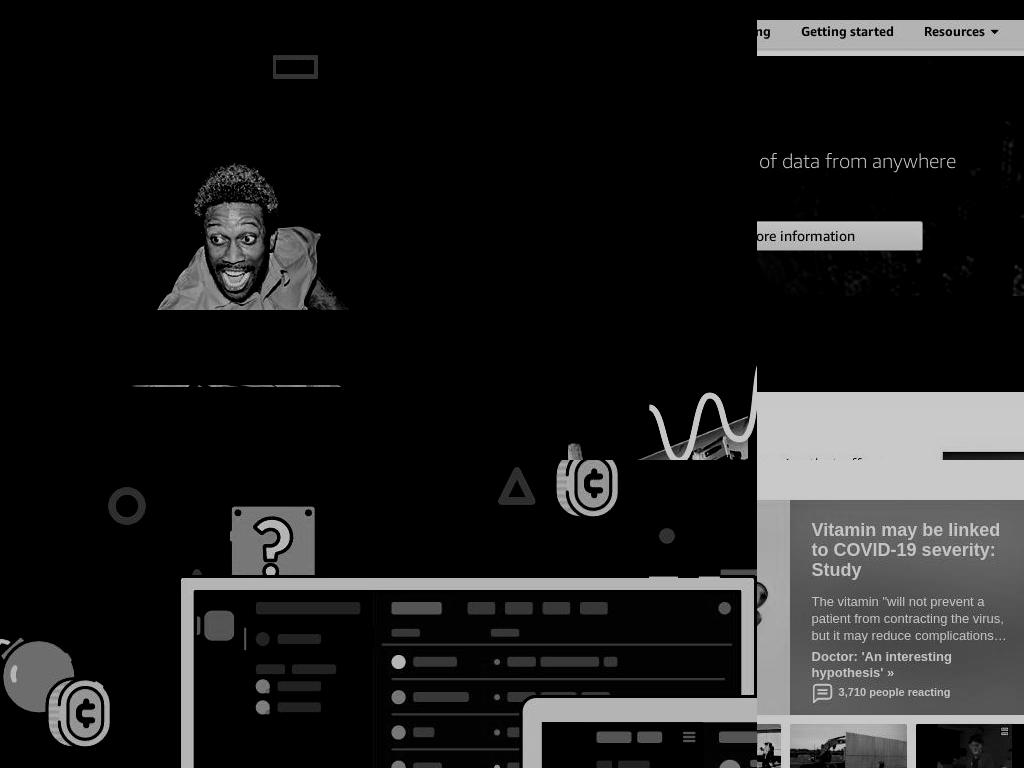 Getting started
Resources
of data from anywhere
information
?
¢
¢
Vitamin may be linked
to COVID-19 severity:
Study
The vitamin "will not prevent a
patient from contracting the virus,
but it may reduce complications…
Doctor: 'An interesting
hypothesis' »
3,710 people reacting